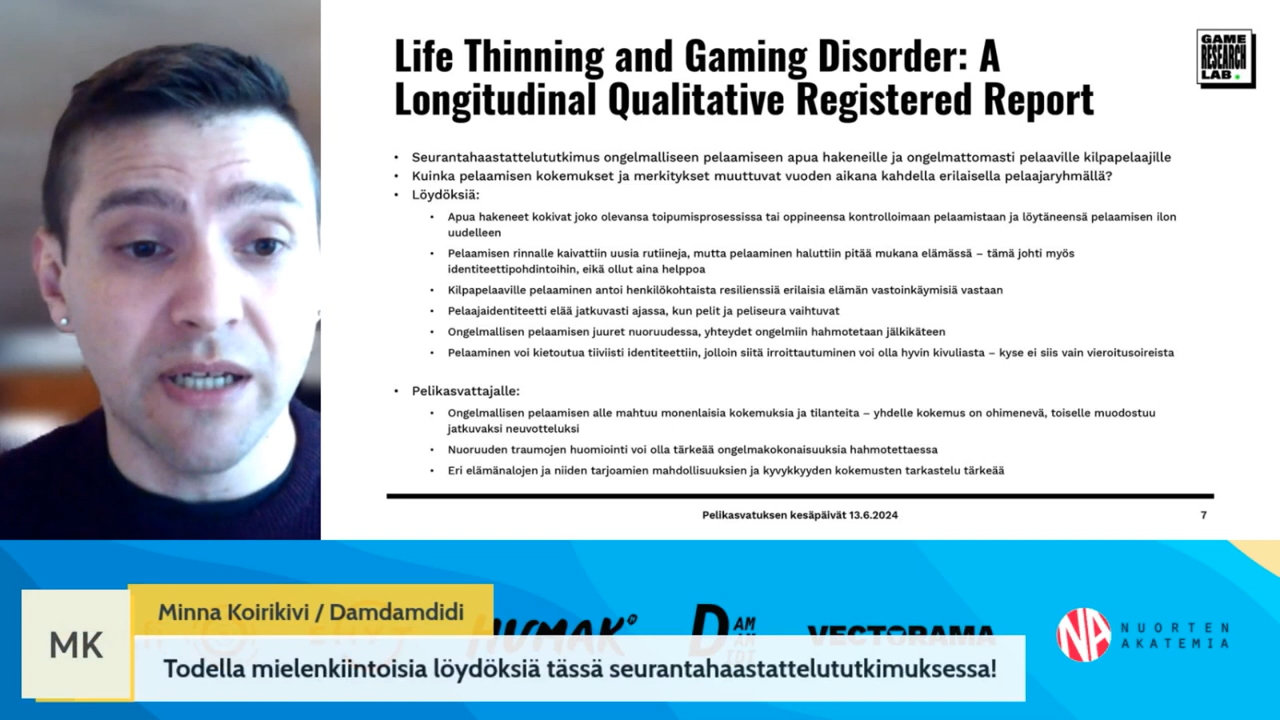 Life Thinning and Gaming Disorder: A
Longitudinal Qualitative Registered Report
GAME
RESEARCH
LAB
• Seurantahaastattelututkimus ongelmalliseen pelaamiseen apua hakeneille ja ongelmattomasti pelaaville kilpapelaajille
• Kuinka pelaamisen kokemukset ja merkitykset muuttuvat vuoden aikana kahdella erilaisella pelaajaryhmällä?
• Löydöksiä:
• Apua hakeneet kokivat joko olevansa toipumisprosessissa tai oppineensa kontrolloimaan pelaamistaan ja löytäneensä pelaamisen ilon
uudelleen
• Pelaamisen rinnalle kaivattiin uusia rutiineja, mutta pelaaminen haluttiin pitää mukana elämässä – tämä johti myös
identiteettipohdintoihin, eikä ollut aina helppoa
• Kilpapelaaville pelaaminen antoi henkilökohtaista resilienssiä erilaisia elämän vastoinkäymisiä vastaan
• Pelaajaidentiteetti elää jatkuvasti ajassa, kun pelit ja peliseura vaihtuvat
• Ongelmallisen pelaamisen juuret nuoruudessa, yhteydet ongelmiin hahmotetaan jälkikäteen
• Pelaaminen voi kietoutua tiiviisti identiteettiin, jolloin siitä irroittautuminen voi olla hyvin kivuliasta – kyse ei siis vain vieroitusoireista
• Pelikasvattajalle:
• Ongelmallisen pelaamisen alle mahtuu monenlaisia kokemuksia ja tilanteita – yhdelle kokemus on ohimenevä, toiselle muodostuu
jatkuvaksi neuvotteluksi
• Nuoruuden traumojen huomiointi voi olla tärkeää ongelmakokonaisuuksia hahmotettaessa
• Eri elämänalojen ja niiden tarjoamien mahdollisuuksien ja kyvykkyyden kokemusten tarkastelu tärkeää
Pelikasvatuksen kesäpäivät 13.6.2024
7
MK
Minna Koirikivi / Damdamdidi
HUMAK
VECTORAMA
NA NUORTEN
AKATEMIA
Todella mielenkiintoisia löydöksiä tässä seurantahaastattelututkimuksessa!